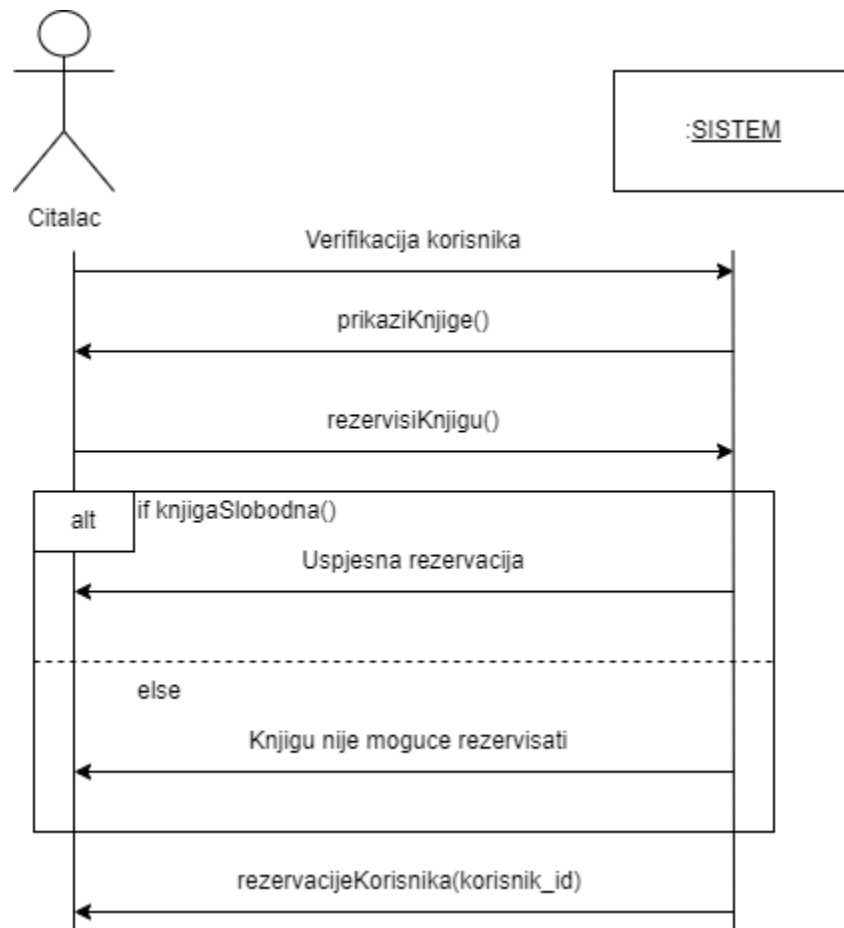 Citalac
:SISTEM
Verifikacija korisnika
prikaziKnjige()
rezervisiKnjigu()
alt
if knjigaSlobodna()
Uspjesna rezervacija
else
Knjigu nije moguce rezervisati
rezervacijeKorisnika(korisnik_id)